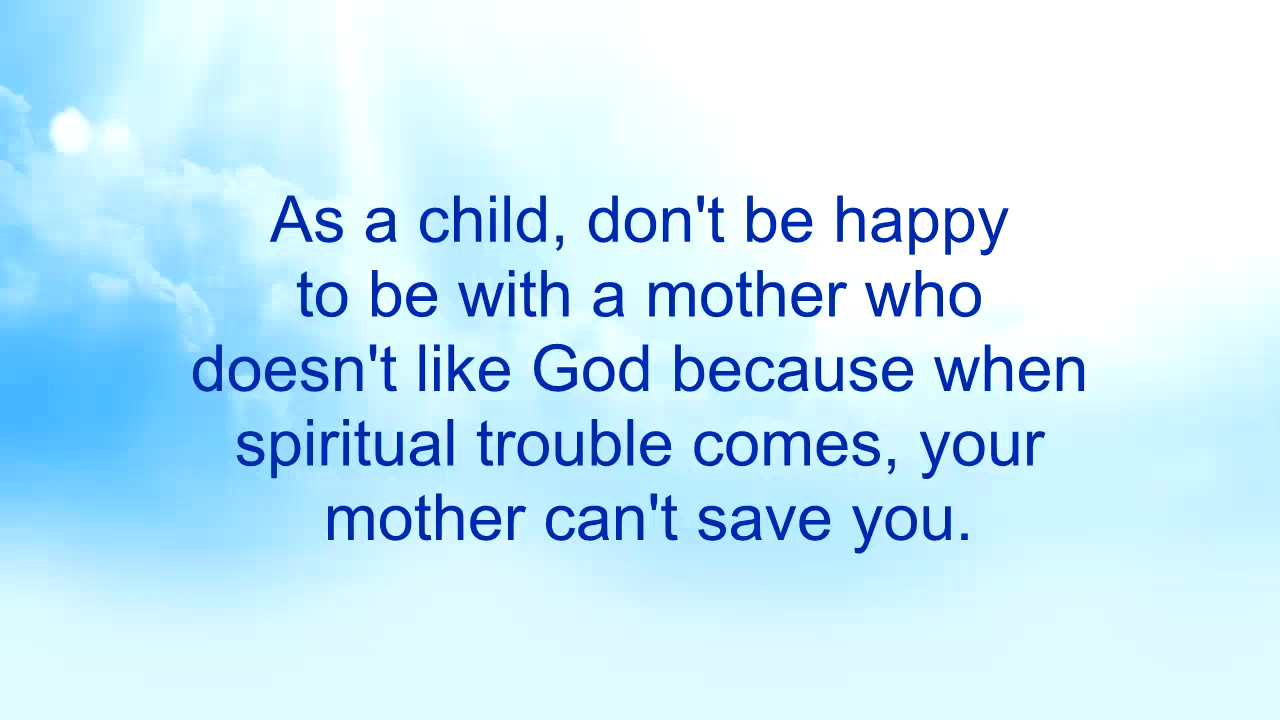 As a child, don't be happy
to be with a mother who
doesn't like God because when
spiritual trouble comes, your
mother can't save you.